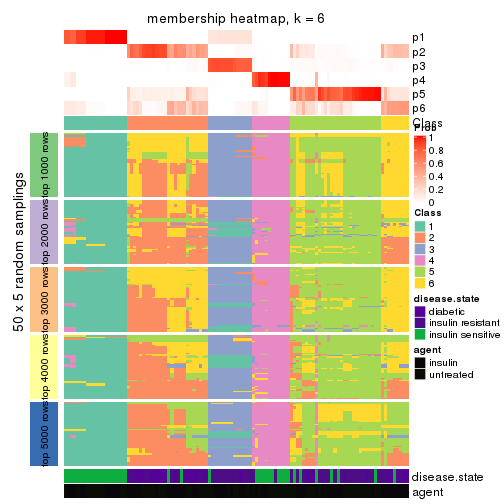 membership heatmap, k = 6
p1
p2
p3
p4
p5
p6
Class
50 x 5 random samplings
top 1000 rows
top 2000 rows
top 3000 rows
top 4000 rows
top 5000 rows
Prob
1
0.8
0.6
0.4
0.2
0
Class
1
2
3
4
5
6
disease.state
diabetic
insulin resistant
insulin sensitive
agent
insulin
untreated
disease.state
agent